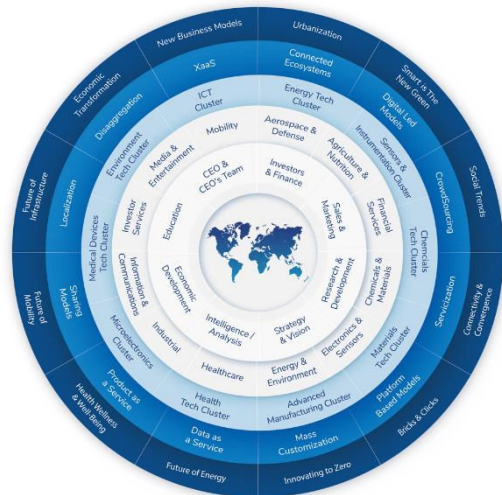 New Business Models
Urbanization
Smart is The
New Green
Social Trends
Connectivity &
Convergence
Bricks & Clicks
Innovating to Zero
Future of Energy
Health Wellness
& Well Being
Future of
Mobility
Future of
Infrastructure
Economic
Transformation
XaaS
Connected
Ecosystems
Digital Led
Models
CrowdSourcing
Servicization
Platform
Based Models
Mass
Customization
Data as
a Service
Product as
a Service
Sharing
Models
Localization
Disaggregation
ICT
Cluster
Energy Tech
Cluster
Sensors &
Instrumentation Cluster
Chemcials
Tech Cluster
Materials
Tech Cluster
Advanced
Manufacturing Cluster
Health
Tech Cluster
Microelectronics
Cluster
Medical Devices
Tech Cluster
Environment
Tech Cluster
Mobility
Aerospace &
Defense
Agriculture &
Nutrition
Financial
Services
Chemicals &
Materials
Electronics &
Sensors
Energy &
Environment
Healthcare
Industrial
Information &
Communications
Investor
Services
Media &
Entertainment
CEO &
CEO's Team
Investors
& Finance
Sales &
Marketing
Research &
Development
Strategy
& Vision
Intelligence /
Analysis
Economic
Development
Education